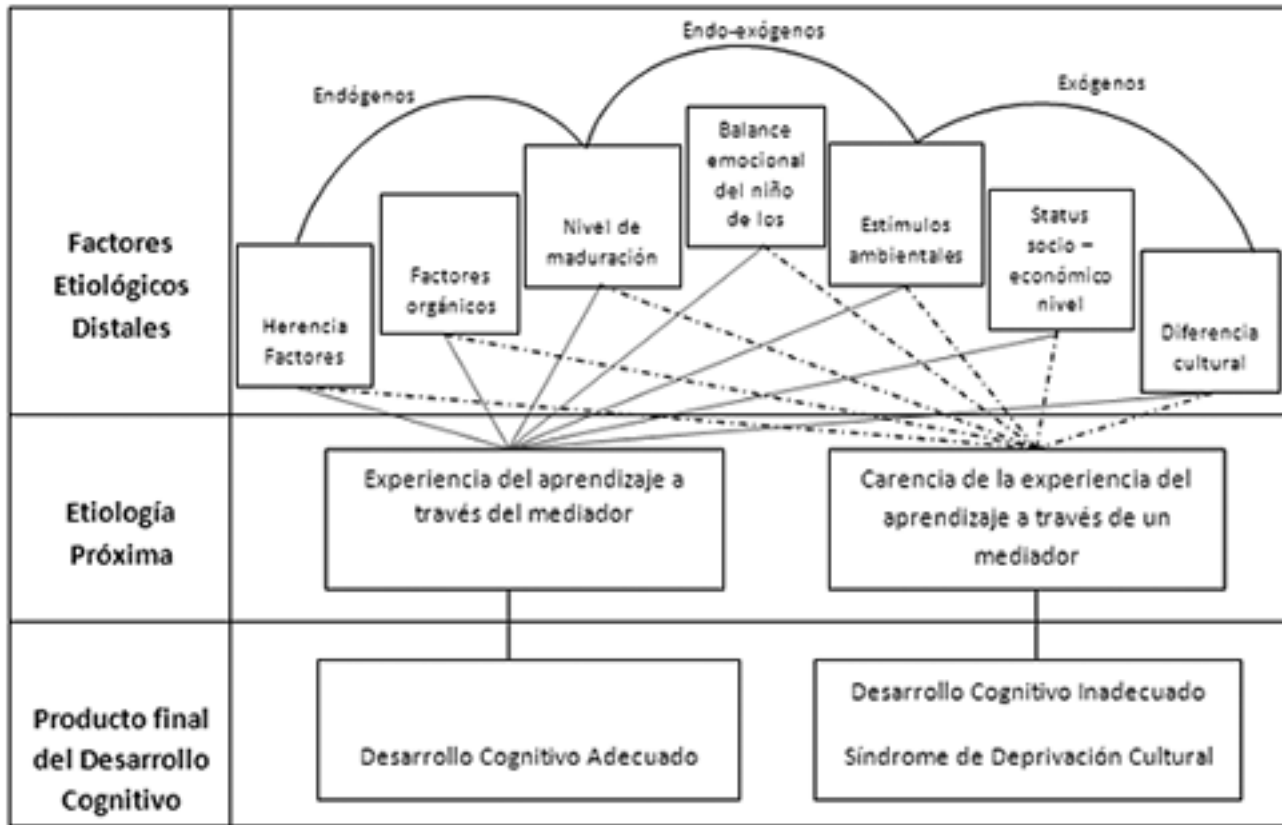 Endo-exógenos
Endógenos
Exógenos
Factores
Etiológicos
Distales
Herencia
Factores
Factores
orgánicos
Nivel de
maduración
Balance
emocional
del niño
de los
Estímulos
ambientales
Status
socio –
económico
nivel
Diferencia
cultural
Etiología
Próxima
Experiencia del aprendizaje a
través del mediador
Carencia de la experiencia del
aprendizaje a través de un
mediador
Producto final
del Desarrollo
Cognitivo
Desarrollo Cognitivo Adecuado
Desarrollo Cognitivo Inadecuado
Síndrome de Deprivación Cultural